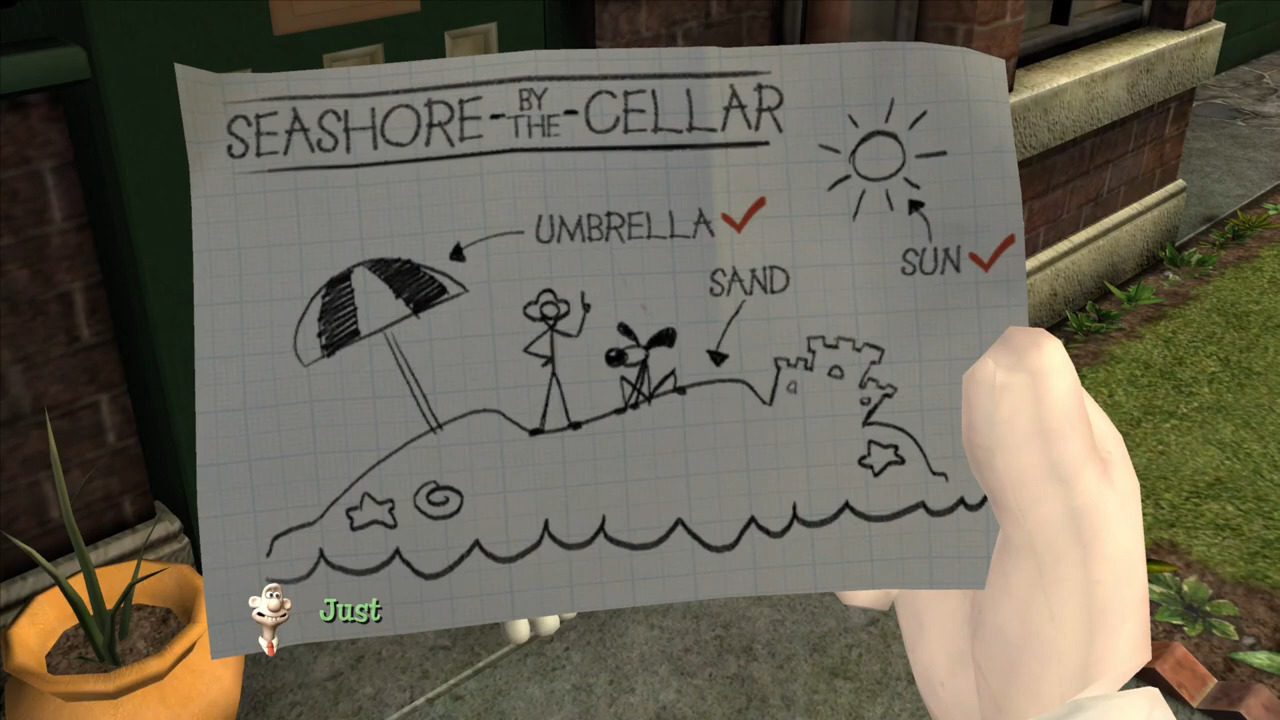 SEASHORE-BY THE-CELLAR
UMBRELLA
SUN
SAND
Just